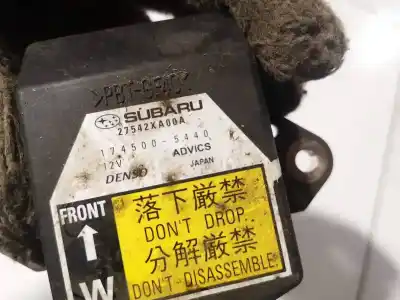 >PBT-GF30<
SUBARU
27542XA00A
174500-5440
12V ADVICS
DENSO JAPAN
FRONT
落下厳禁
DON'T DROP.
分解厳禁
DON'T-DISASSEMBLE.
W